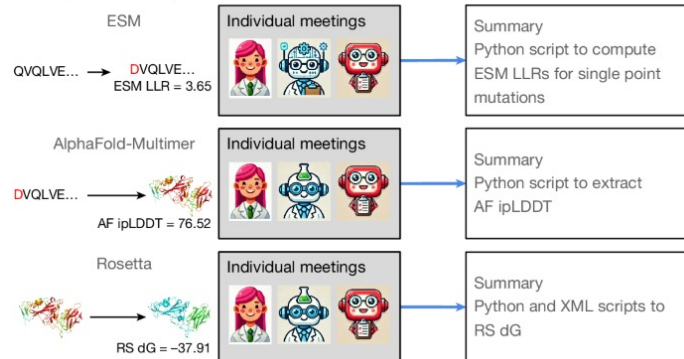 ESM
QVQLVE... DVQLVE...
ESM LLR = 3.65
Individual meetings
Summary
Python script to compute
ESM LLRs for single point
mutations
AlphaFold-Multimer
DVQLVE...
AF ipLDDT = 76.52
Individual meetings
Summary
Python script to extract
AF ipLDDT
Rosetta
RS dG = −37.91
Individual meetings
Summary
Python and XML scripts to
RS dG